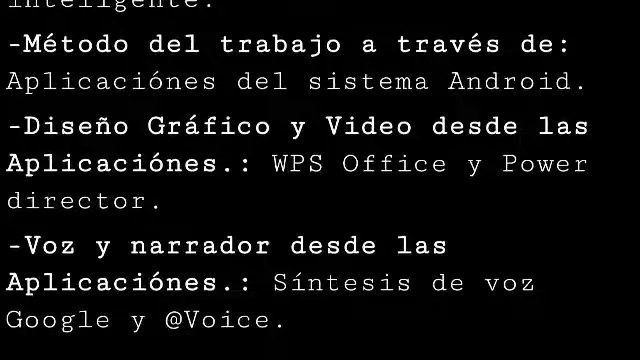 inteligente.
-Método del trabajo a través de:
Aplicaciónes del sistema Android.
-Diseño Gráfico y Video desde las
Aplicaciónes.: WPS Office y Power
director.
-Voz y narrador desde las
Aplicaciónes.: Síntesis de voz
Google y @Voice.